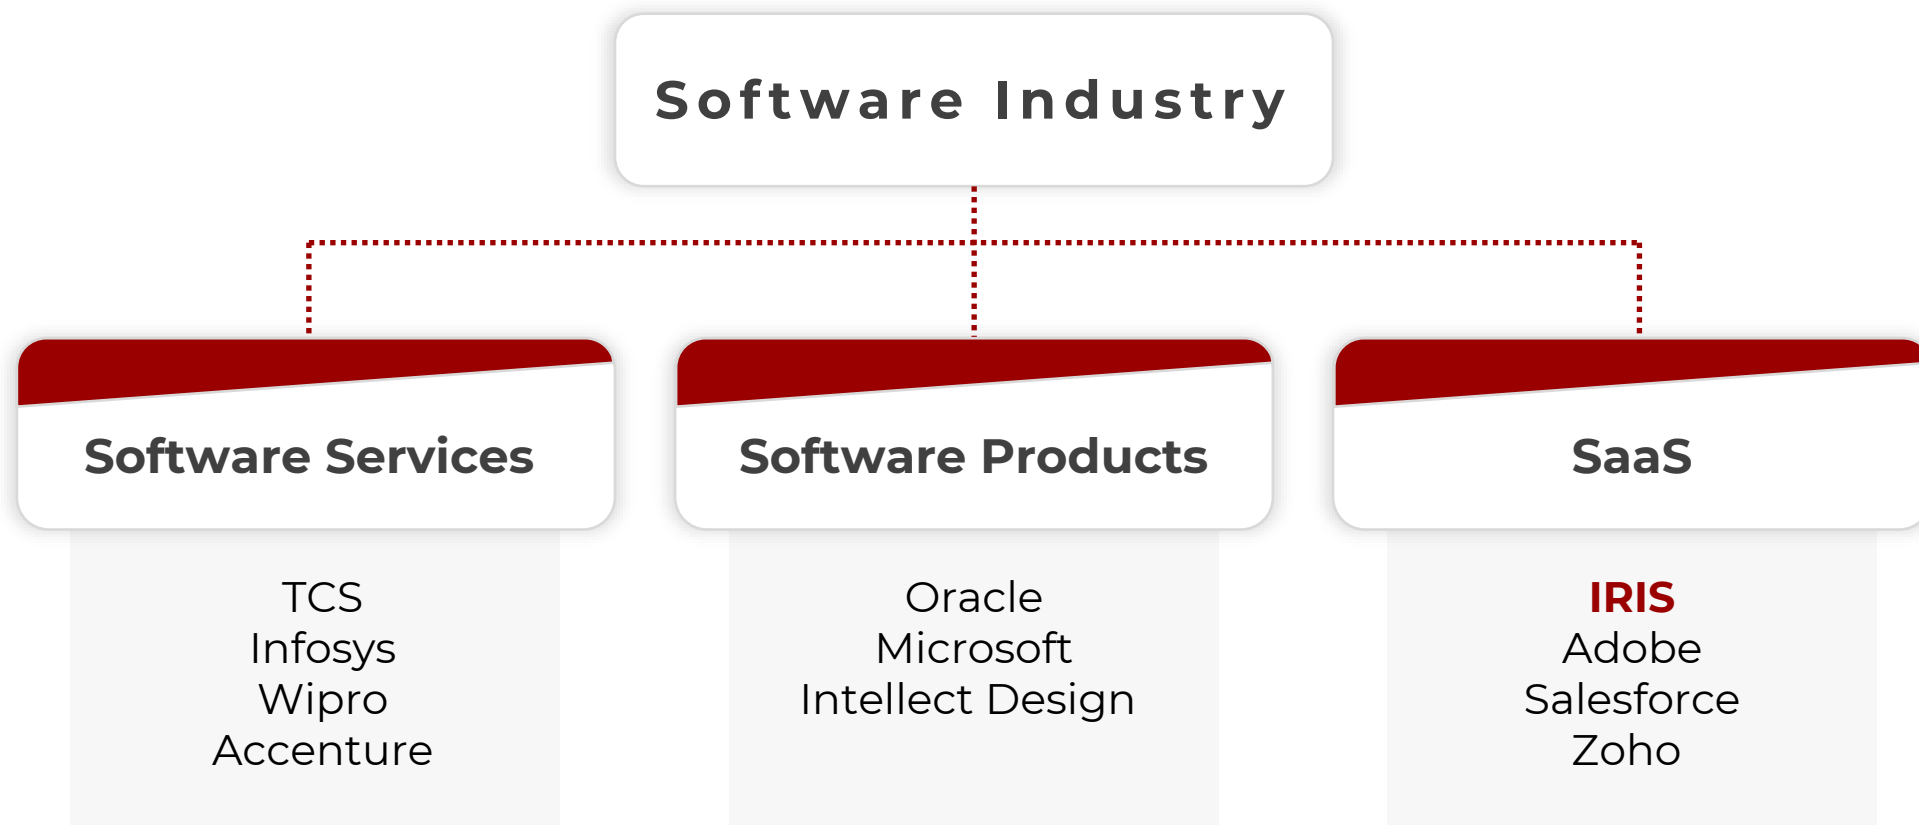 Software Industry
Software Services
TCS
Infosys
Wipro
Accenture
Software Products
Oracle
Microsoft
Intellect Design
SaaS
IRIS
Adobe
Salesforce
Zoho